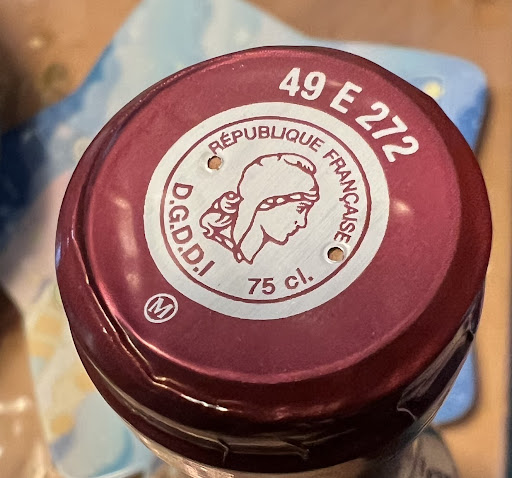 49 E 272
RÉPUBLIQUE FRANÇAISE
D.G.D.D.I
75 cl.
M